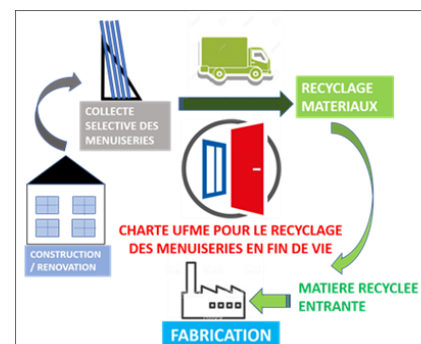 COLLECTE
SELECTIVE DES
MENUISERIES
RECYCLAGE
MATERIAUX
CHARTE UFME POUR LE RECYCLAGE
DES MENUISERIES EN FIN DE VIE
CONSTRUCTION
/ RENOVATION
MATIERE RECYCLEE
ENTRANTE
FABRICATION